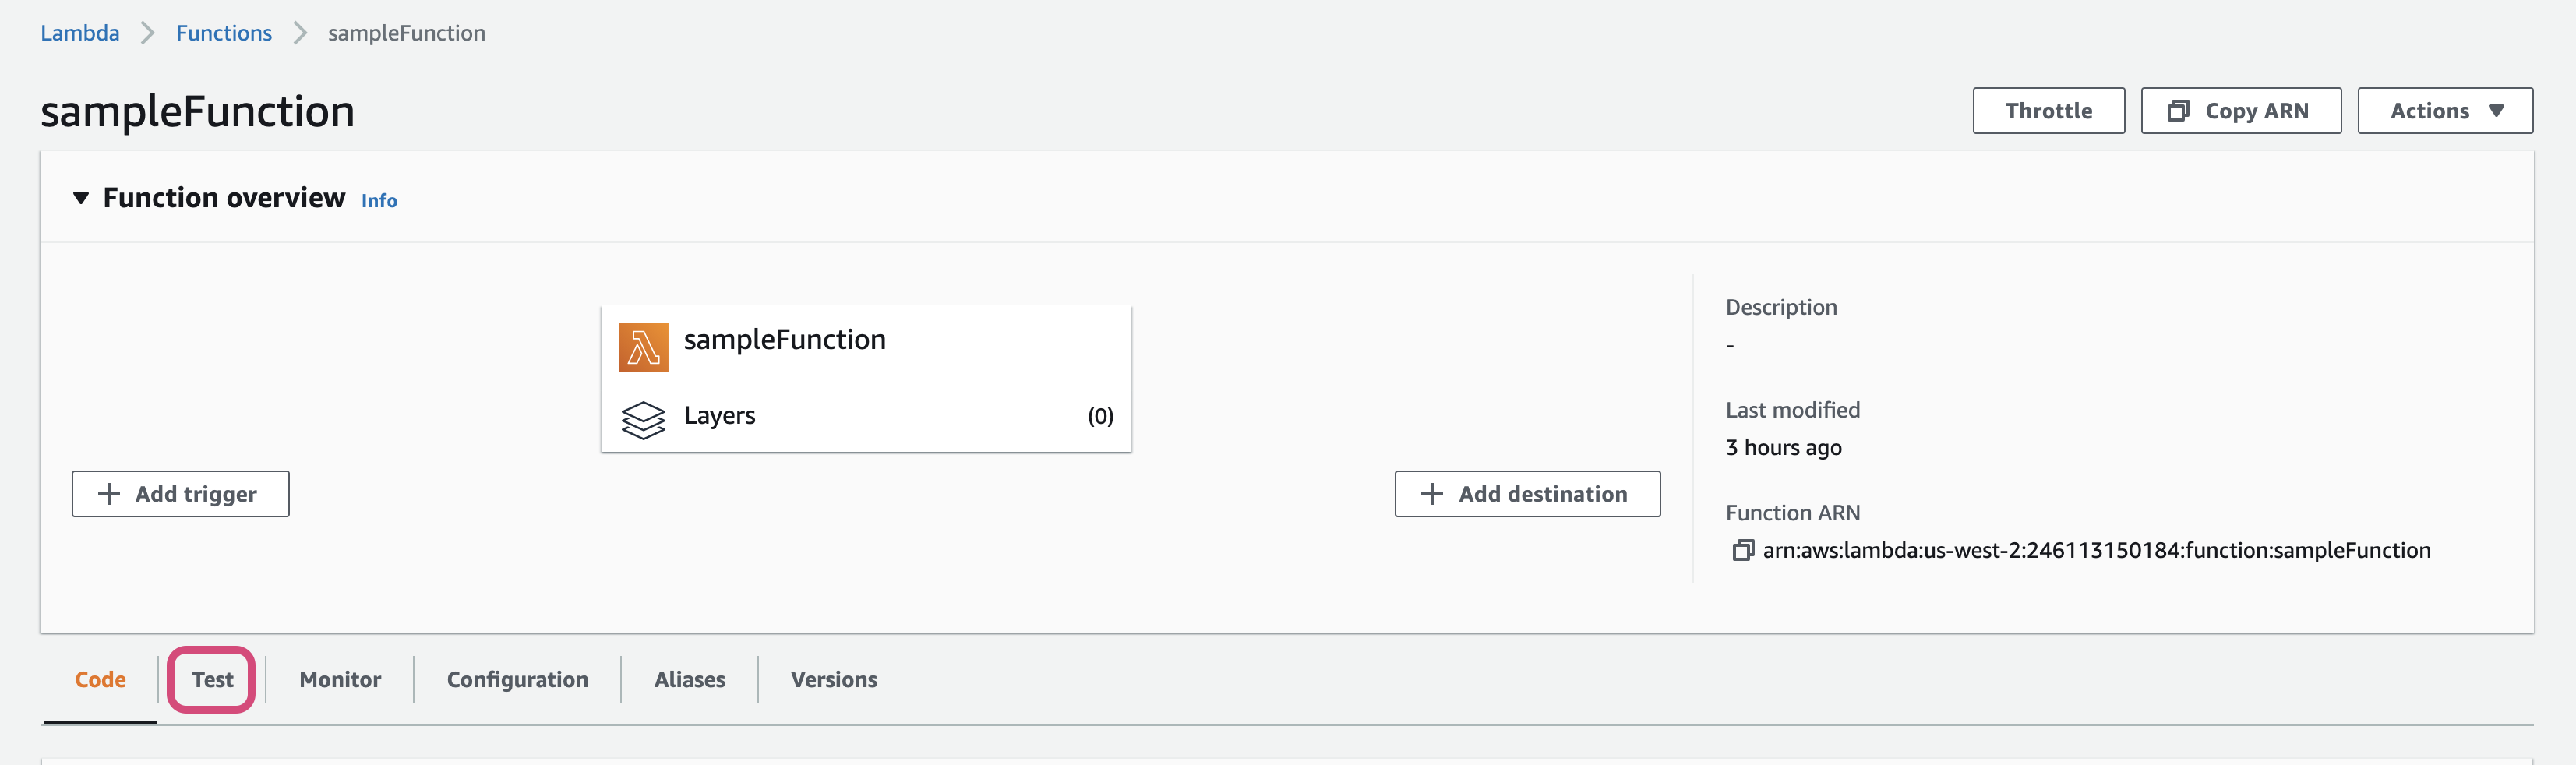 Lambda > Functions > sampleFunction
sampleFunction
Throttle
Copy ARN
Actions
Function overview Info
sampleFunction
Layers (0)
Add trigger
Add destination
Description
-
Last modified
3 hours ago
Function ARN
arn:aws:lambda:us-west-2:246113150184:function:sampleFunction
Code
Test
Monitor
Configuration
Aliases
Versions